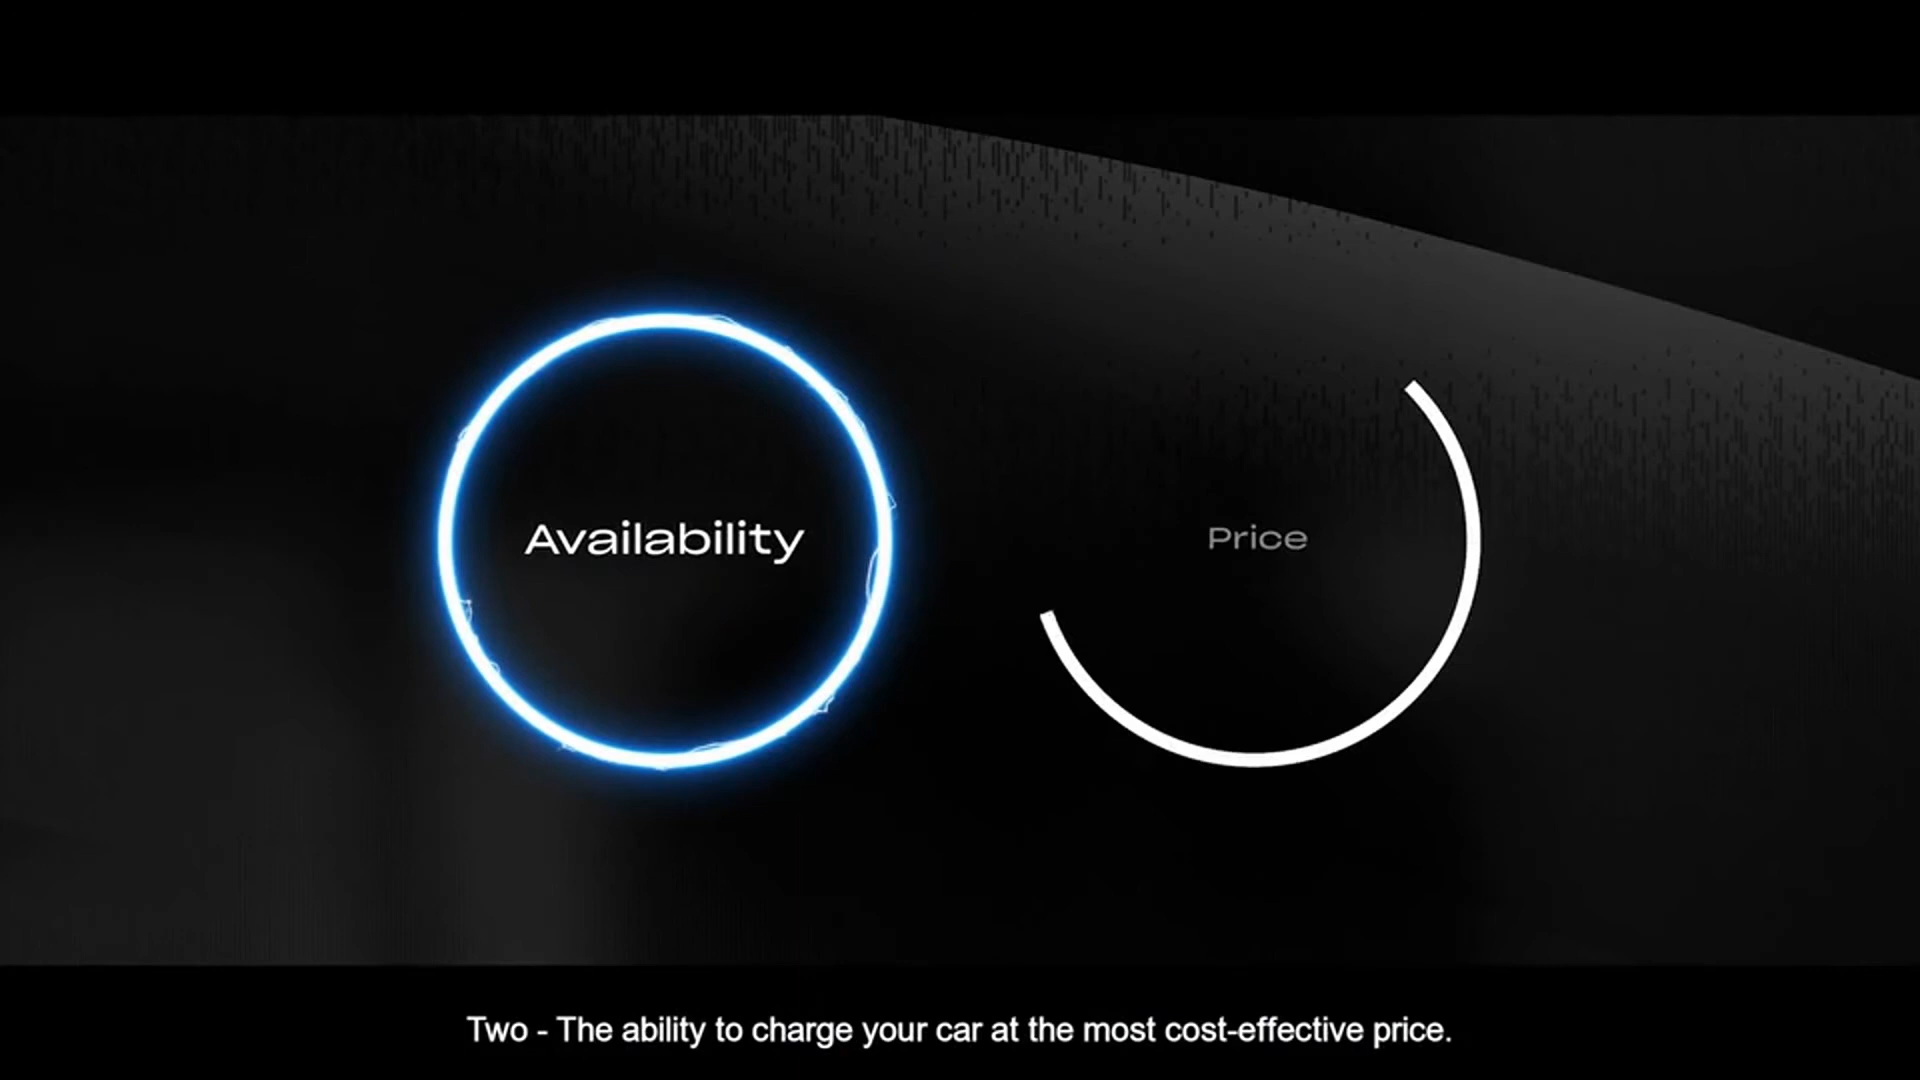 Availability
Price
Two - The ability to charge your car at the most cost-effective price.